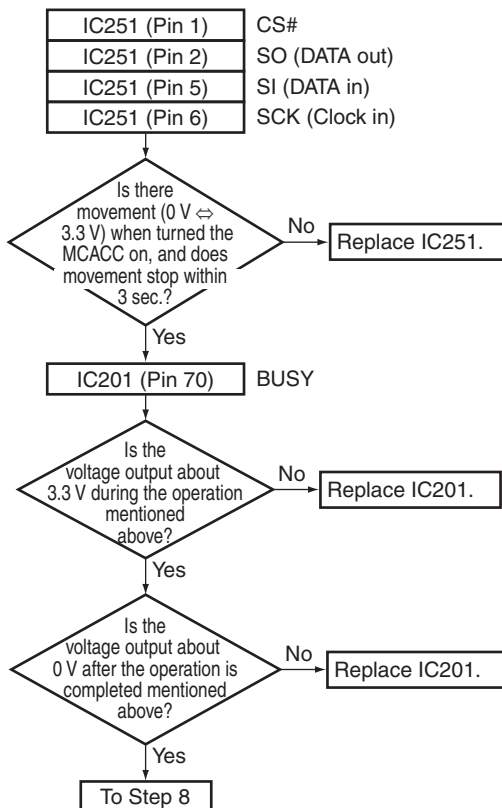 IC251 (Pin 1) CS#
IC251 (Pin 2) SO (DATA out)
IC251 (Pin 5) SI (DATA in)
IC251 (Pin 6) SCK (Clock in)
Is there
movement (0 V ⇔
3.3 V) when turned the
MCACC on, and does
movement stop within
3 sec.?
No
Replace IC251.
Yes
IC201 (Pin 70) BUSY
Is the
voltage output about
3.3 V during the operation
mentioned
above?
No
Replace IC201.
Yes
Is the
voltage output about
0 V after the operation is
completed mentioned
above?
No
Replace IC201.
Yes
To Step 8